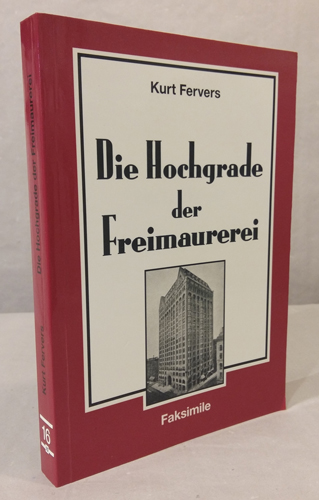 Kurt Fervers
Die Hochgrade
der
Freimaurerei
Faksimile
Kurt Fervers
Die Hochgrade der Freimaurerei
16